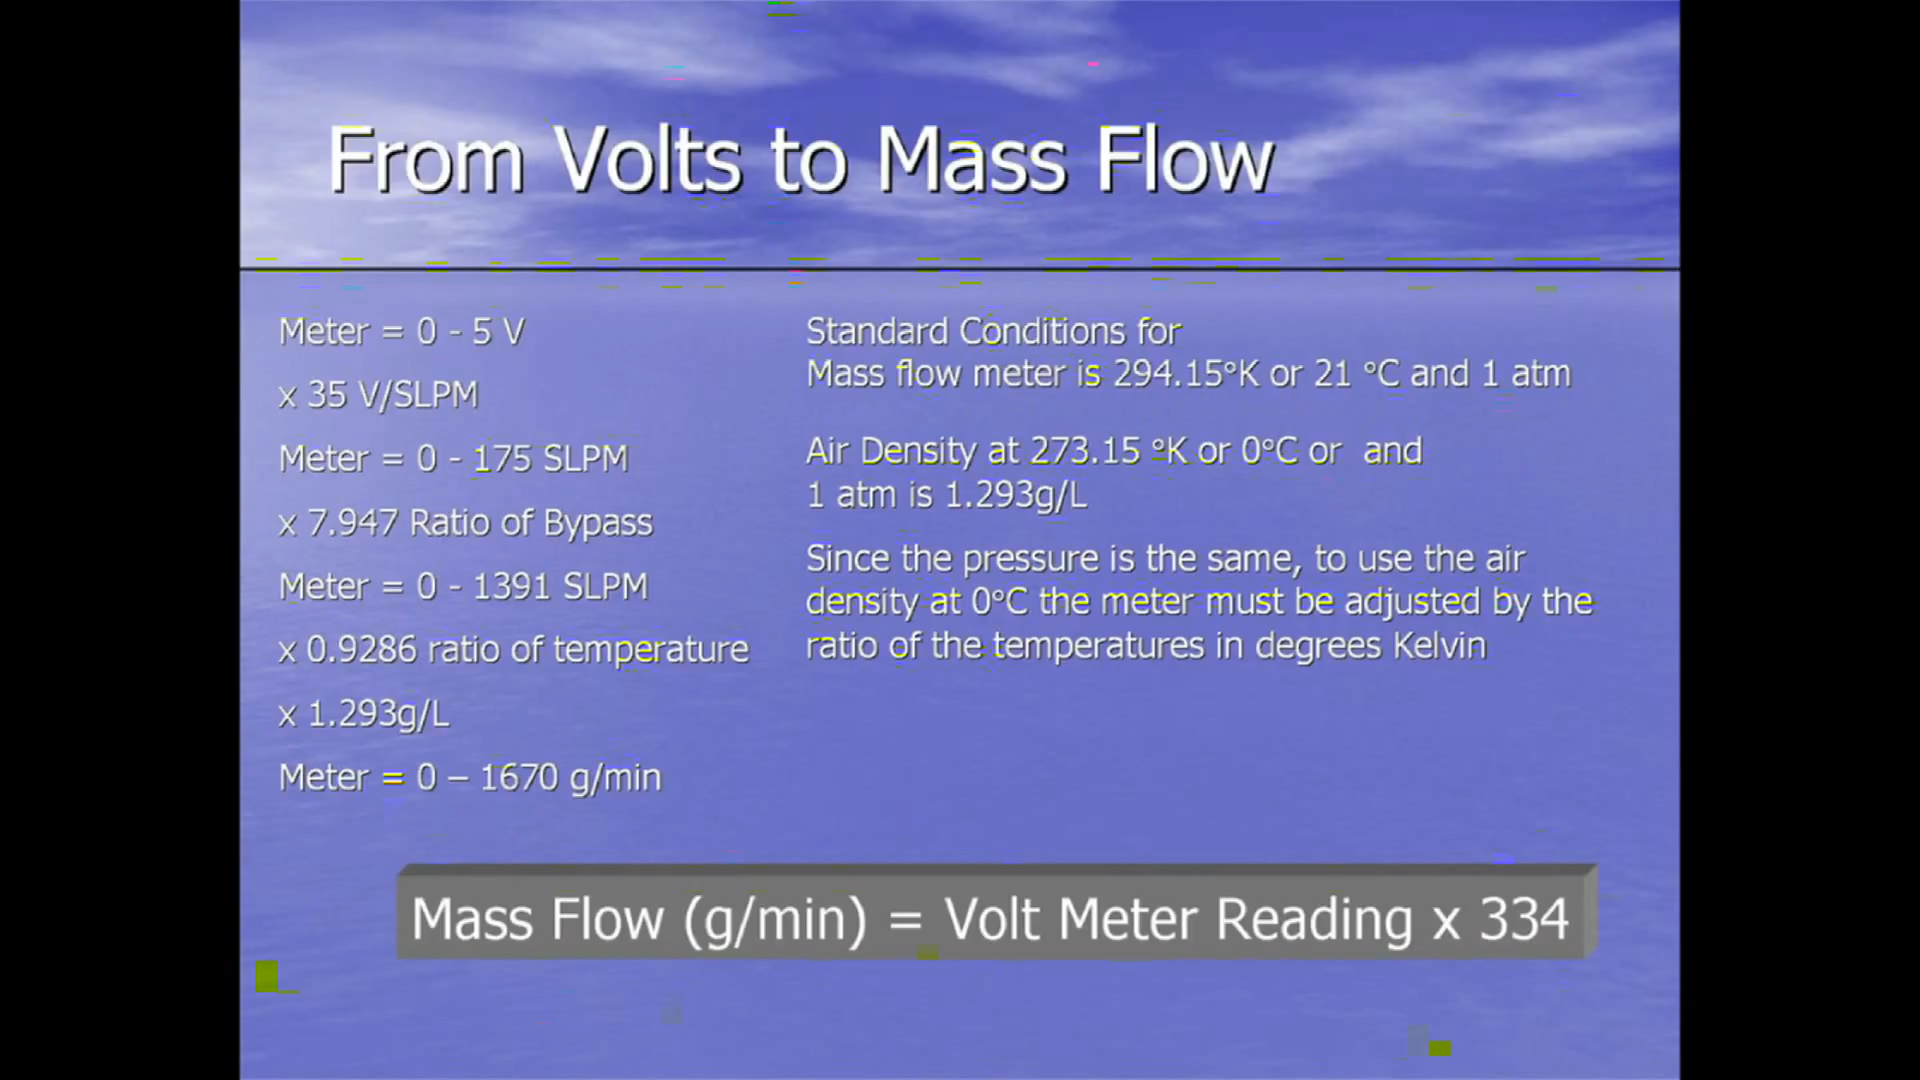 From Volts to Mass Flow
Meter = 0 - 5 V
x 35 V/SLPM
Meter = 0 - 175 SLPM
x 7.947 Ratio of Bypass
Meter = 0 - 1391 SLPM
x 0.9286 ratio of temperature
x 1.293g/L
Meter = 0 – 1670 g/min
Standard Conditions for
Mass flow meter is 294.15°K or 21 °C and 1 atm
Air Density at 273.15 °K or 0°C or  and
1 atm is 1.293g/L
Since the pressure is the same, to use the air
density at 0°C the meter must be adjusted by the
ratio of the temperatures in degrees Kelvin
Mass Flow (g/min) = Volt Meter Reading x 334